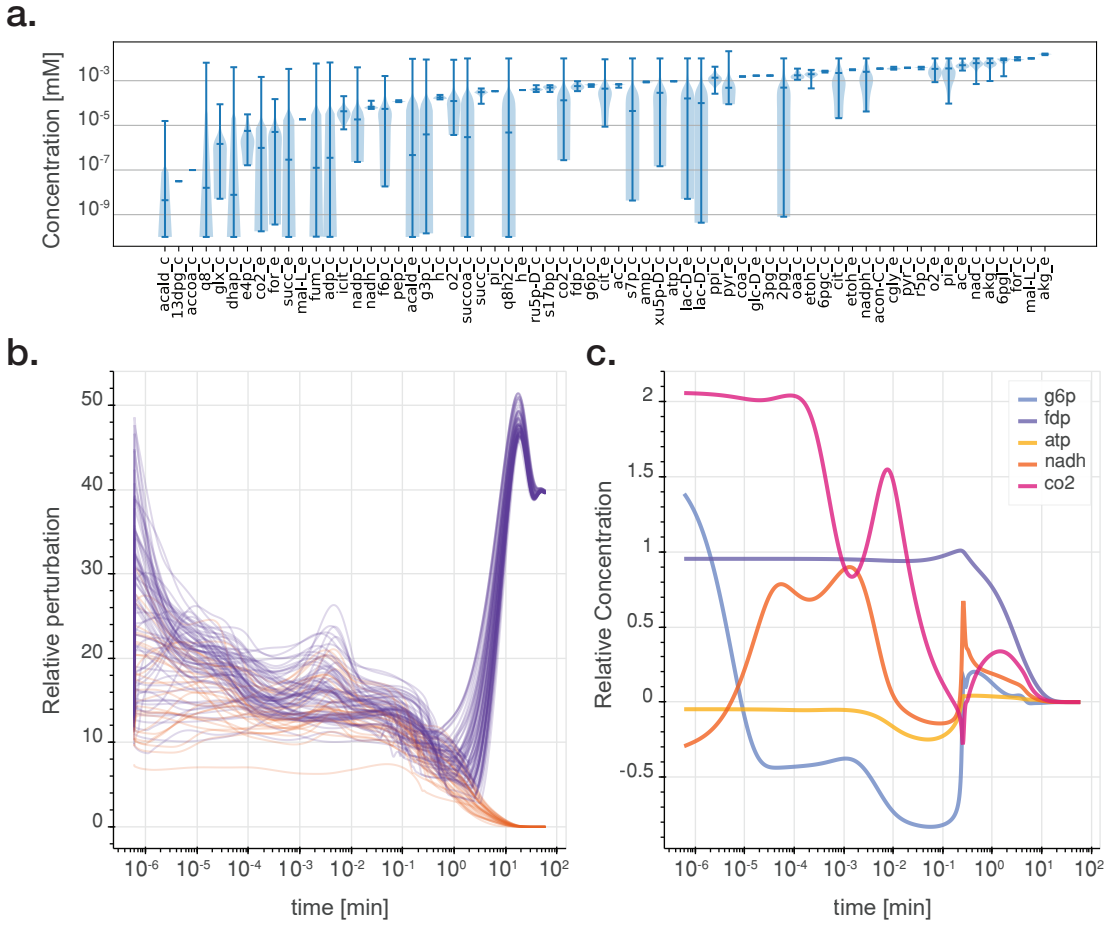 a.
Concentration [mM]
10-3
10-5
10-7
10-9
acald_c
13dpg_c
accoa_c
q8_c
glx_c
dhap_c
e4p_c
co2_e
for_e
succ_e
mal-L_e
fum_c
adp_c
icit_c
nadp_c
nadh_c
f6p_c
pep_c
acald_e
g3p_c
h_c
o2_c
succoa_c
succ_c
pi_c
q8h2_c
h_e
ru5p-D_c
s17bp_c
co2_c
fdp_c
g6p_c
cit_e
ac_c
s7p_c
amp_c
xu5p-D_c
atp_c
lac-D_e
lac-D_c
ppi_c
pyr_e
coa_c
glc-D_e
3pg_c
2pg_c
oaa_c
etoh_c
6pgc_c
cit_c
etoh_e
nadph_c
acon-C_c
cgly_e
pyr_c
r5p_c
o2_e
pi_e
ac_e
nad_c
akg_c
6pgl_c
for_c
mal-L_c
akg_e
b.
Relative perturbation
50
40
30
20
10
0
10-6
10-5
10-4
10-3
10-2
10-1
100
101
102
time [min]
c.
Relative Concentration
2
1.5
1
0.5
0
-0.5
g6p
fdp
atp
nadh
co2
10-6
10-5
10-4
10-3
10-2
10-1
100
101
102
time [min]